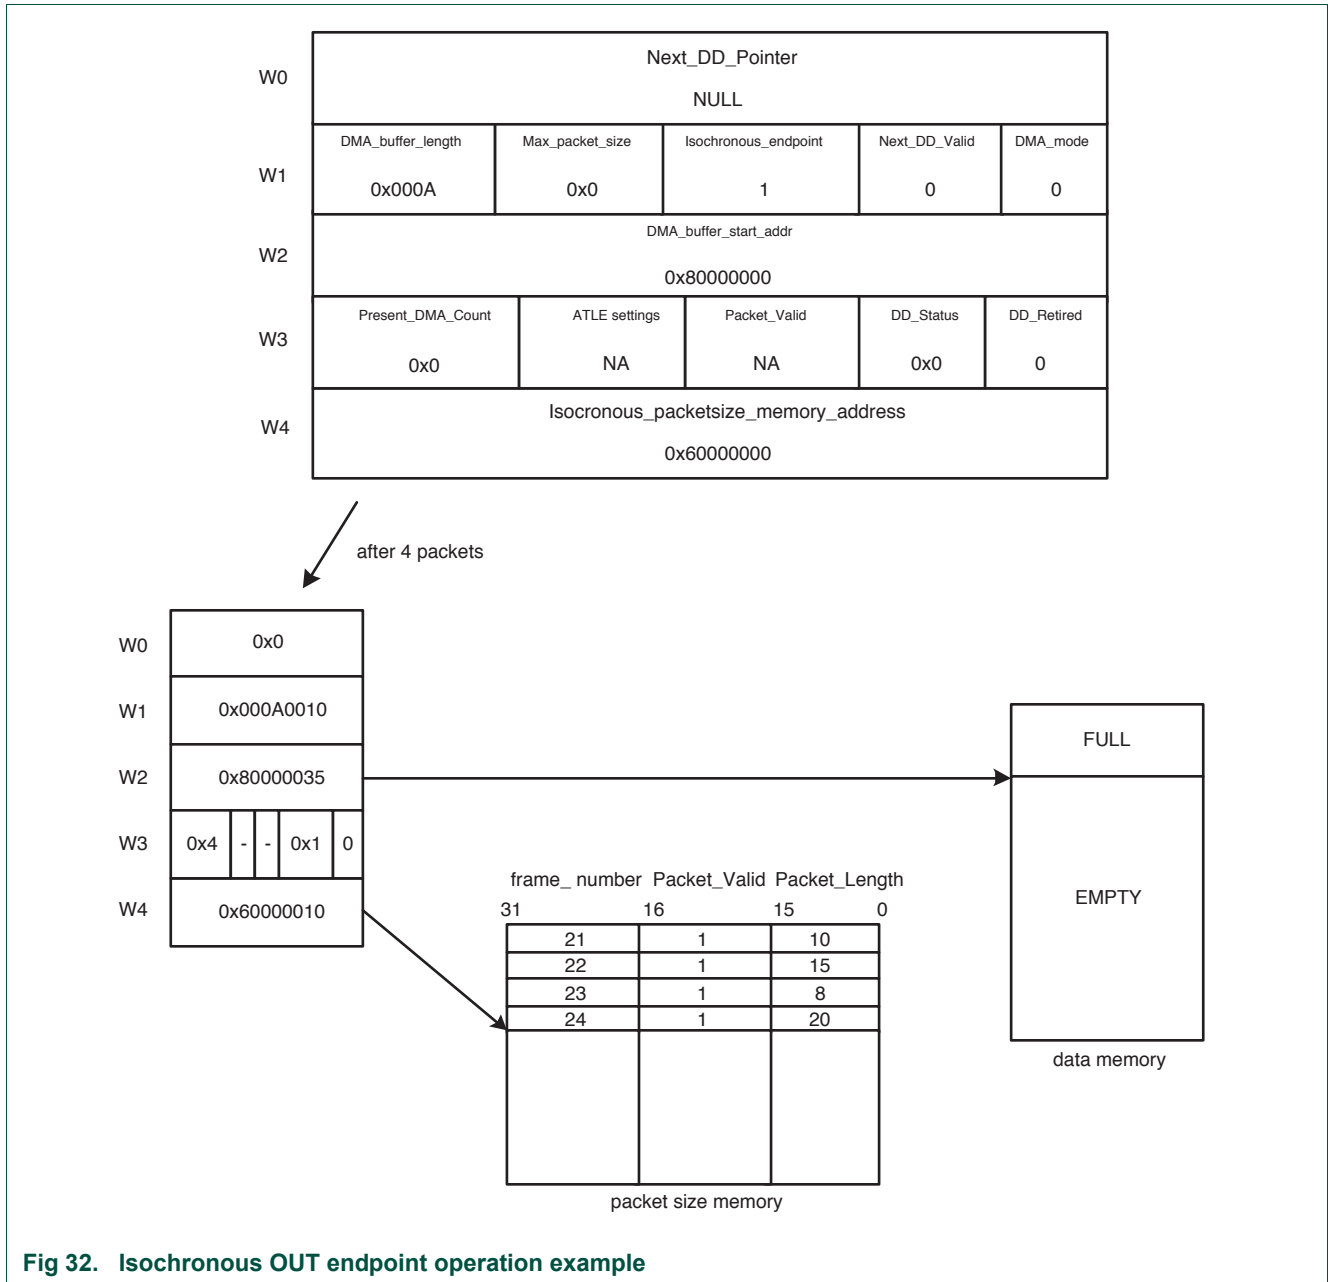 W0
Next_DD_Pointer
NULL
W1
DMA_buffer_length Max_packet_size Isochronous_endpoint Next_DD_Valid DMA_mode
0x000A 0x0 1 0 0
W2
DMA_buffer_start_addr
0x80000000
W3
Present_DMA_Count ATLE settings Packet_Valid DD_Status DD_Retired
0x0 NA NA 0x0 0
W4
Isocronous_packetsize_memory_address
0x60000000
after 4 packets
W0 0x0
W1 0x000A0010
W2 0x80000035
W3 0x4 - - 0x1 0
W4 0x60000010
frame_ number Packet_Valid Packet_Length
31 16 15 0
21 1 10
22 1 15
23 1 8
24 1 20
packet size memory
FULL
EMPTY
data memory
Fig 32. Isochronous OUT endpoint operation example